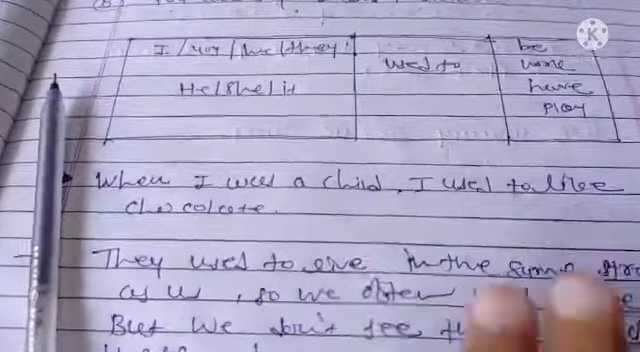 (B)
I / you / we / they
used to
be
work
He / She / it
have
play
When I was a child, I used to like
chocolate.
They used to live in the same
as us, so we often
But we don't see
K